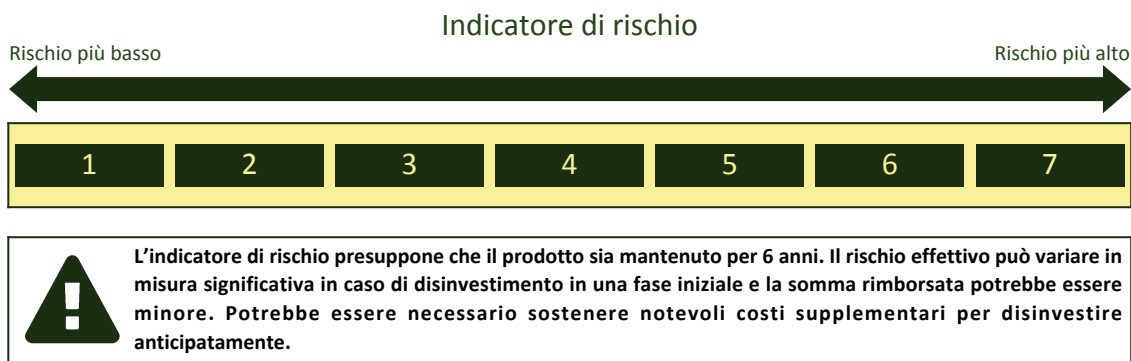 Indicatore di rischio
Rischio più basso
Rischio più alto
1 2 3 4 5 6 7
L’indicatore di rischio presuppone che il prodotto sia mantenuto per 6 anni. Il rischio effettivo può variare in
misura significativa in caso di disinvestimento in una fase iniziale e la somma rimborsata potrebbe essere
minore. Potrebbe essere necessario sostenere notevoli costi supplementari per disinvestire
anticipatamente.